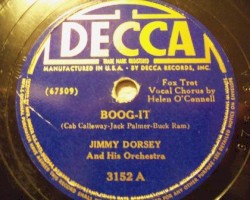 DECCA
TRADE MARK REGISTERED
MANUFACTURED IN U.S.A. - BY DECCA RECORDS, INC.
(67309)
Fox Trot
Vocal Chorus by
Helen O'Connell
BOOG-IT
(Cab Calloway-Jack Palmer-Buck Ram)
JIMMY DORSEY
And His Orchestra
3152 A